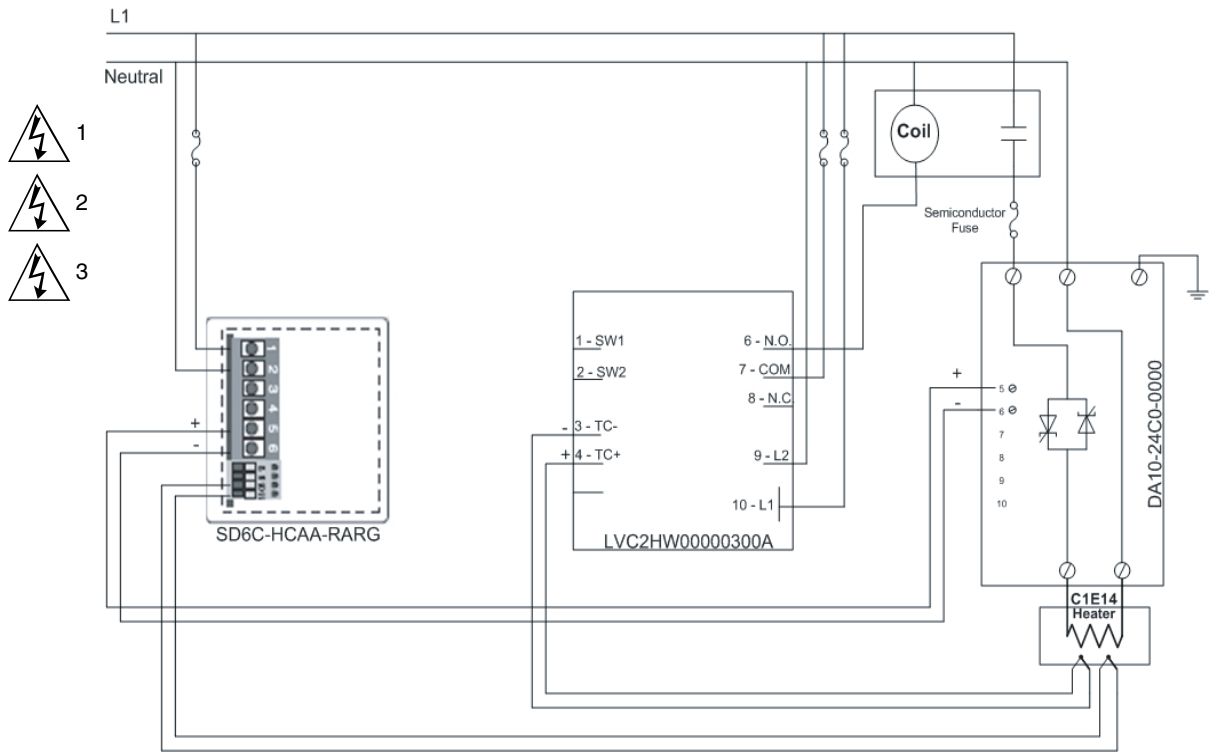 L1
Neutral
1
2
3
Coil
Semiconductor
Fuse
1
2
3
4
5
6
+
-
SD6C-HCAA-RARG
1 - SW1
2 - SW2
- 3 - TC-
+ 4 - TC+
6 - N.O.
7 - COM
8 - N.C.
9 - L2
10 - L1
LVC2HW00000300A
+
-
5
6
7
8
9
10
DA10-24C0-0000
C1E14
Heater